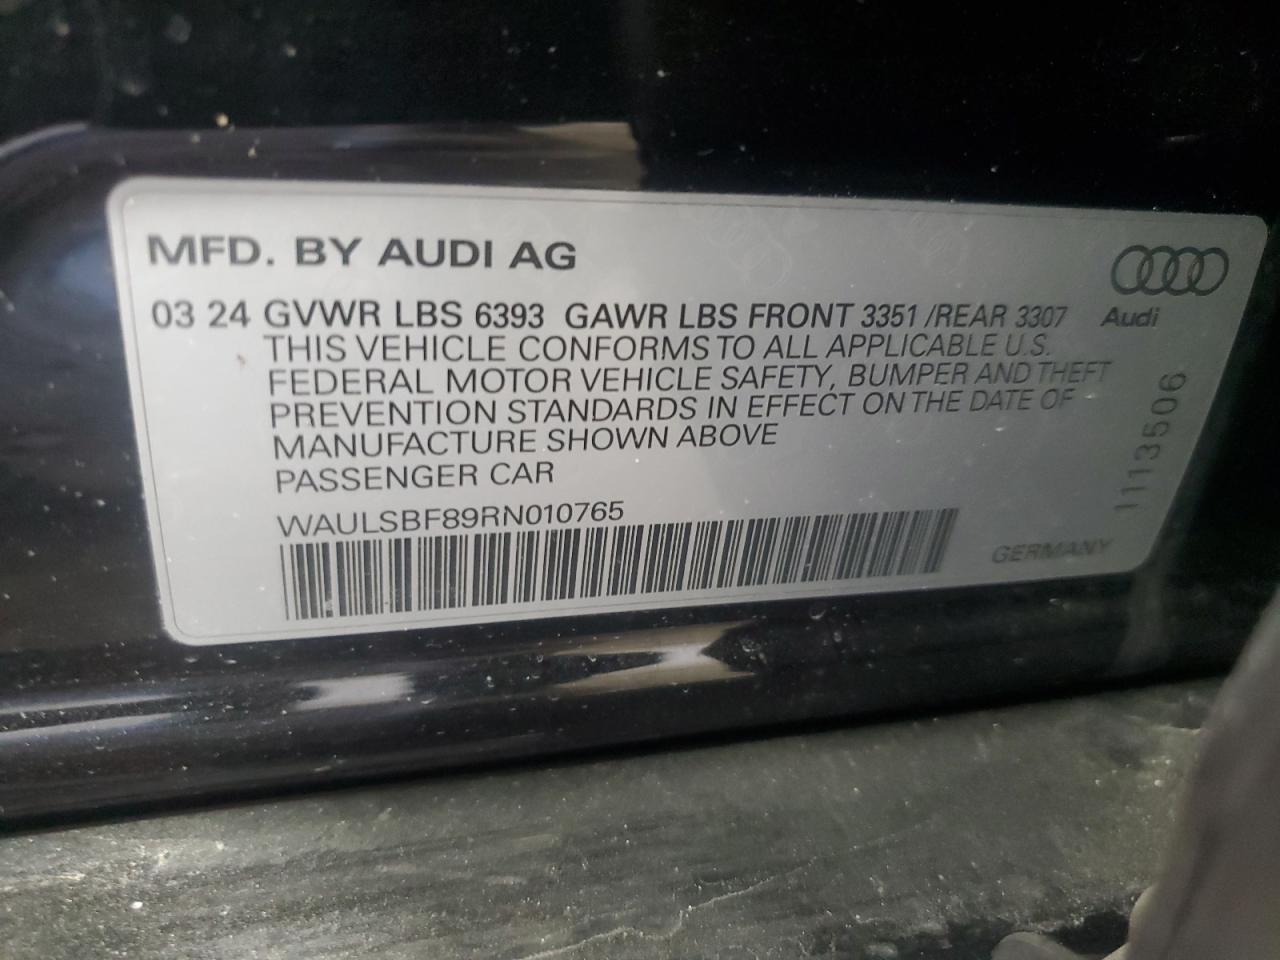 MFD. BY AUDI AG
03 24 GVWR LBS 6393 GAWR LBS FRONT 3351 /REAR 3307
Audi
THIS VEHICLE CONFORMS TO ALL APPLICABLE U.S.
FEDERAL MOTOR VEHICLE SAFETY, BUMPER AND THEFT
PREVENTION STANDARDS IN EFFECT ON THE DATE OF
MANUFACTURE SHOWN ABOVE
PASSENGER CAR
WAULSBF89RN010765
GERMANY
1113506